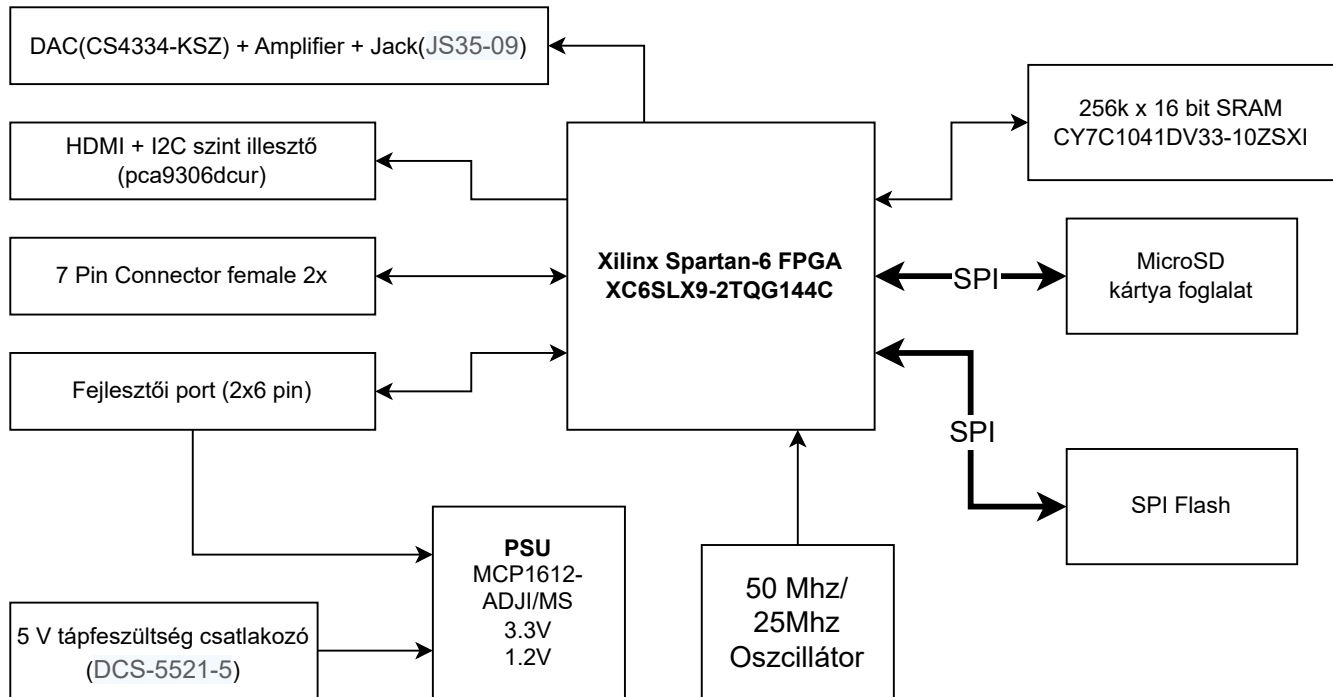 DAC(CS4334-KSZ) + Amplifier + Jack(JS35-09)
HDMI + I2C szint illesztő
(pca9306dcur)
7 Pin Connector female 2x
Fejlesztői port (2x6 pin)
5 V tápfeszültség csatlakozó
(DCS-5521-5)
PSU
MCP1612-
ADJI/MS
3.3V
1.2V
Xilinx Spartan-6 FPGA
XC6SLX9-2TQG144C
50 Mhz/
25Mhz
Oszcillátor
256k x 16 bit SRAM
CY7C1041DV33-10ZSXI
SPI
MicroSD
kártya foglalat
SPI
SPI Flash